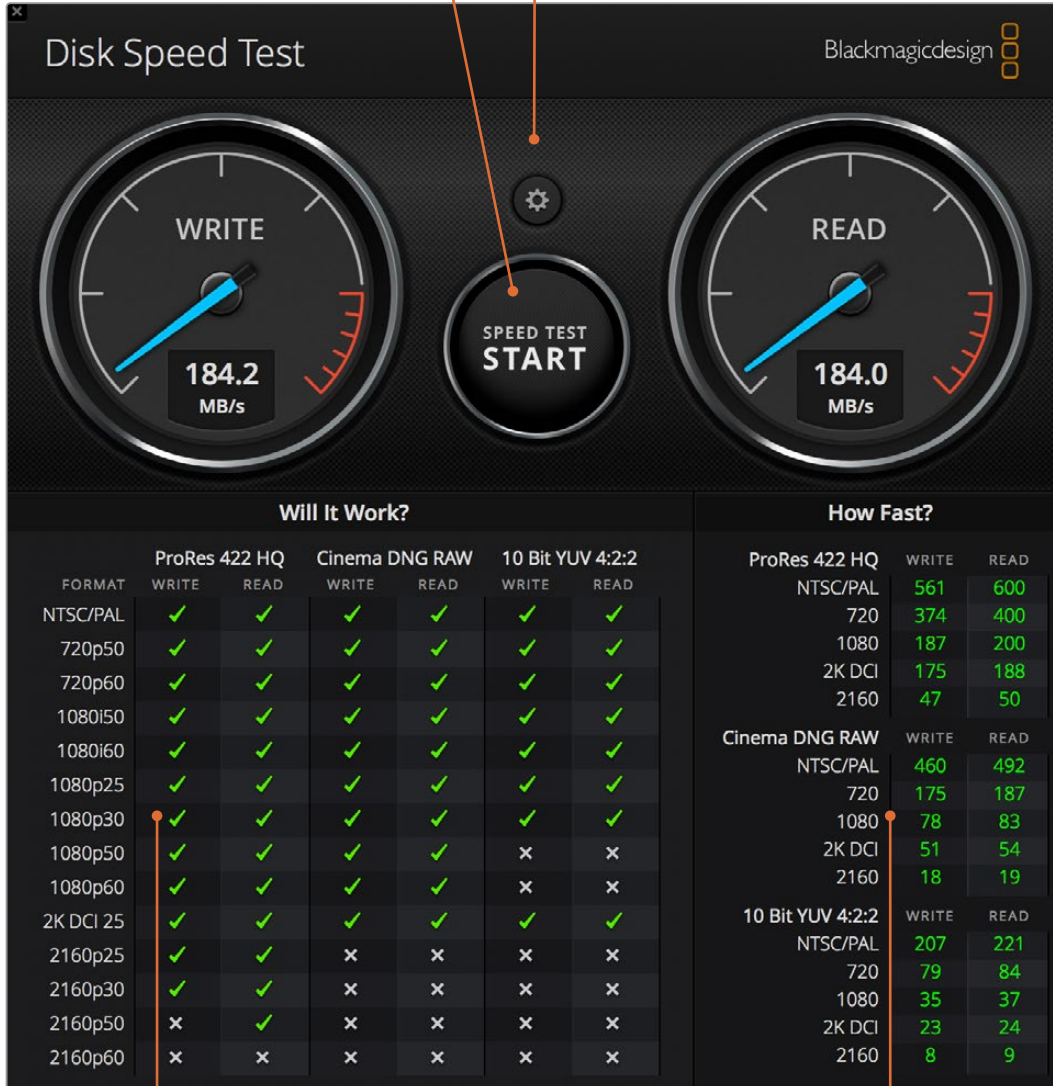 Disk Speed Test
Blackmagicdesign
WRITE
184.2
MB/s
SPEED TEST
START
READ
184.0
MB/s
Will It Work?
ProRes 422 HQ Cinema DNG RAW 10 Bit YUV 4:2:2
FORMAT WRITE READ WRITE READ WRITE READ
NTSC/PAL ✓ ✓ ✓ ✓ ✓ ✓
720p50 ✓ ✓ ✓ ✓ ✓ ✓
720p60 ✓ ✓ ✓ ✓ ✓ ✓
1080i50 ✓ ✓ ✓ ✓ ✓ ✓
1080i60 ✓ ✓ ✓ ✓ ✓ ✓
1080p25 ✓ ✓ ✓ ✓ ✓ ✓
1080p30 ✓ ✓ ✓ ✓ ✓ ✓
1080p50 ✓ ✓ ✓ ✓ × ×
1080p60 ✓ ✓ ✓ ✓ × ×
2K DCI 25 ✓ ✓ ✓ ✓ ✓ ✓
2160p25 ✓ ✓ × × × ×
2160p30 ✓ ✓ × × × ×
2160p50 × ✓ × × × ×
2160p60 × × × × × ×
How Fast?
ProRes 422 HQ WRITE READ
NTSC/PAL 561 600
720 374 400
1080 187 200
2K DCI 175 188
2160 47 50
Cinema DNG RAW WRITE READ
NTSC/PAL 460 492
720 175 187
1080 78 83
2K DCI 51 54
2160 18 19
10 Bit YUV 4:2:2 WRITE READ
NTSC/PAL 207 221
720 79 84
1080 35 37
2K DCI 23 24
2160 8 9